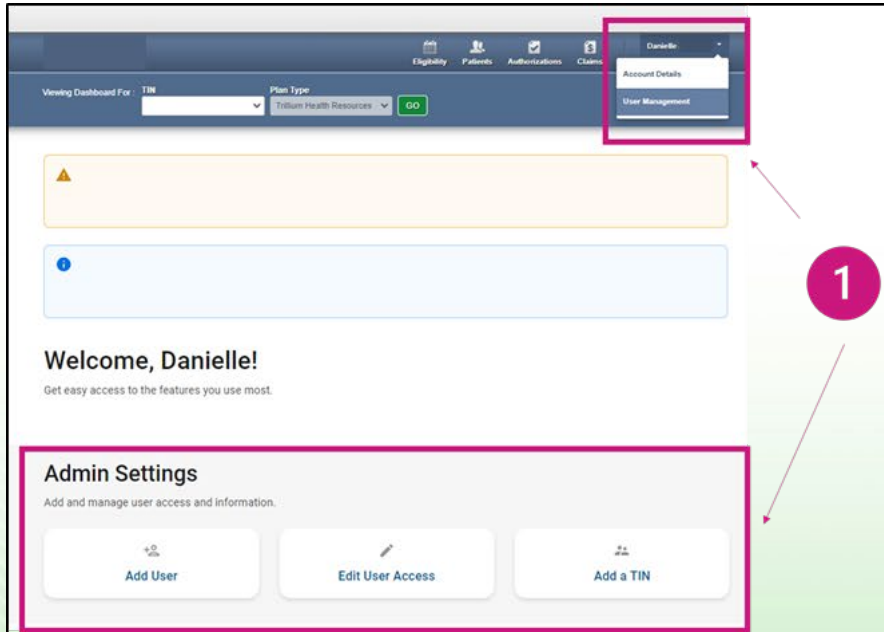 Eligibility Patients Authorizations Claims Danielle
Account Details
User Management
Viewing Dashboard For : TIN Plan Type
Trillium Health Resources GO
1
Welcome, Danielle!
Get easy access to the features you use most.
Admin Settings
Add and manage user access and information.
Add User Edit User Access Add a TIN